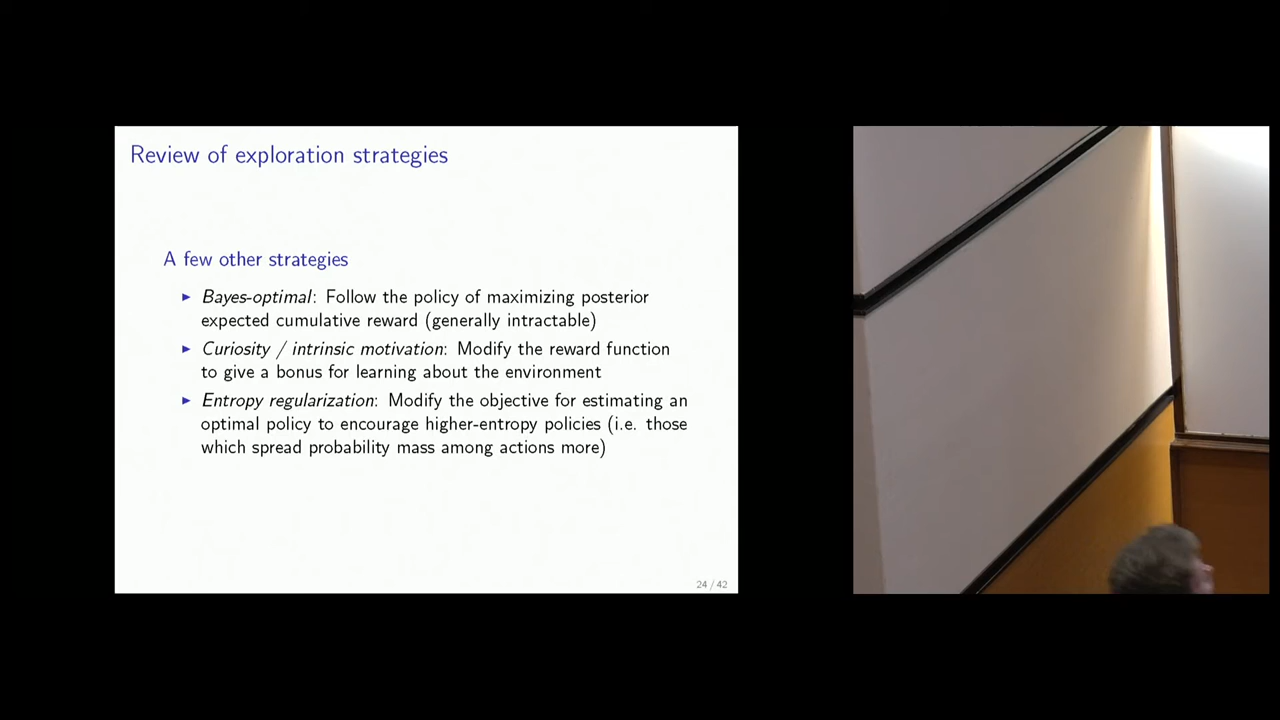 Review of exploration strategies
A few other strategies
▶ Bayes-optimal: Follow the policy of maximizing posterior
expected cumulative reward (generally intractable)
▶ Curiosity / intrinsic motivation: Modify the reward function
to give a bonus for learning about the environment
▶ Entropy regularization: Modify the objective for estimating an
optimal policy to encourage higher-entropy policies (i.e. those
which spread probability mass among actions more)
24 / 42